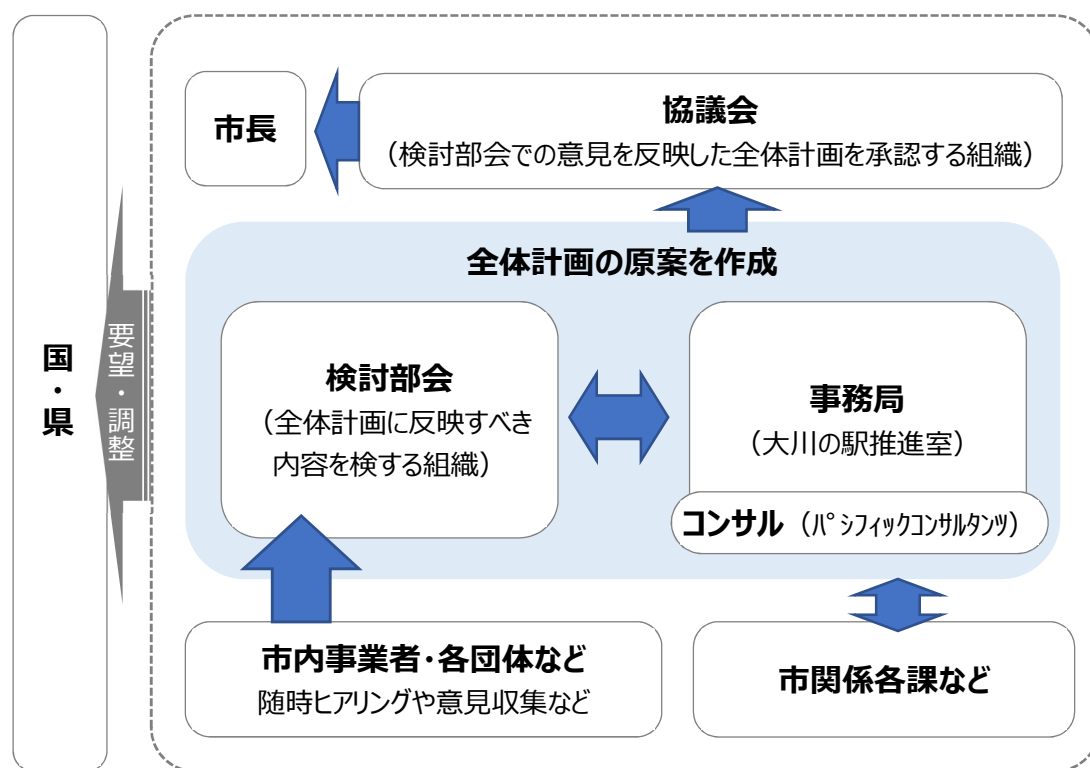 市長
協議会
（検討部会での意見を反映した全体計画を承認する組織）
全体計画の原案を作成
国・県
要望・調整
検討部会
（全体計画に反映すべき
内容を検する組織）
事務局
（大川の駅推進室）
コンサル（ﾊﾟｼﾌｨｯｸｺﾝｻﾙﾀﾝﾂ）
市内事業者・各団体など
随時ヒアリングや意見収集など
市関係各課など